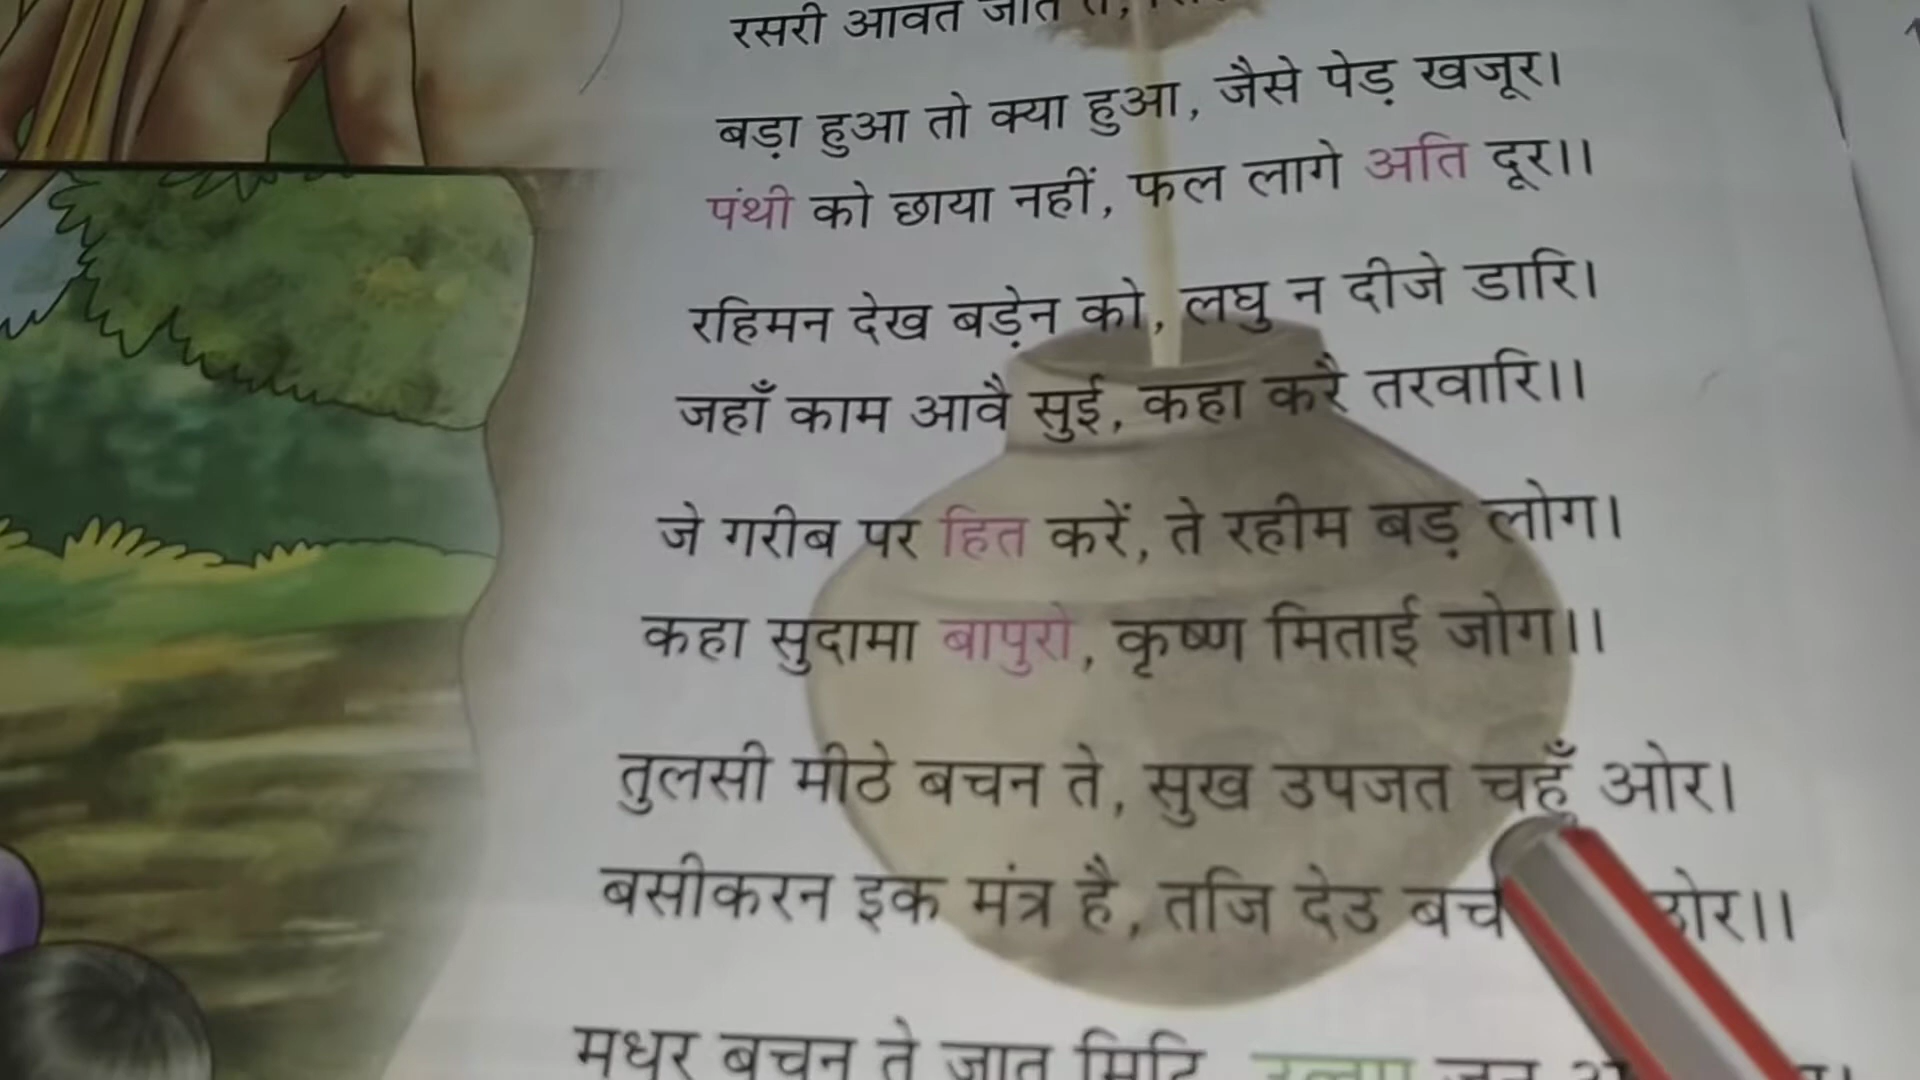 रसरी आवत जात
बड़ा हुआ तो क्या हुआ, जैसे पेड़ खजूर।
पंथी को छाया नहीं, फल लागे अति दूर।।
रहिमन देख बड़ेन को, लघु न दीजे डारि।
जहाँ काम आवै सुई, कहा करै तरवारि।।
जे गरीब पर हित करें, ते रहीम बड़ लोग।
कहा सुदामा बापुरो, कृष्ण मिताई जोग।।
तुलसी मीठे बचन ते, सुख उपजत चहुँ ओर।
बसीकरन इक मंत्र है, तजि देउ
मधुर बचन ते जात मिटि